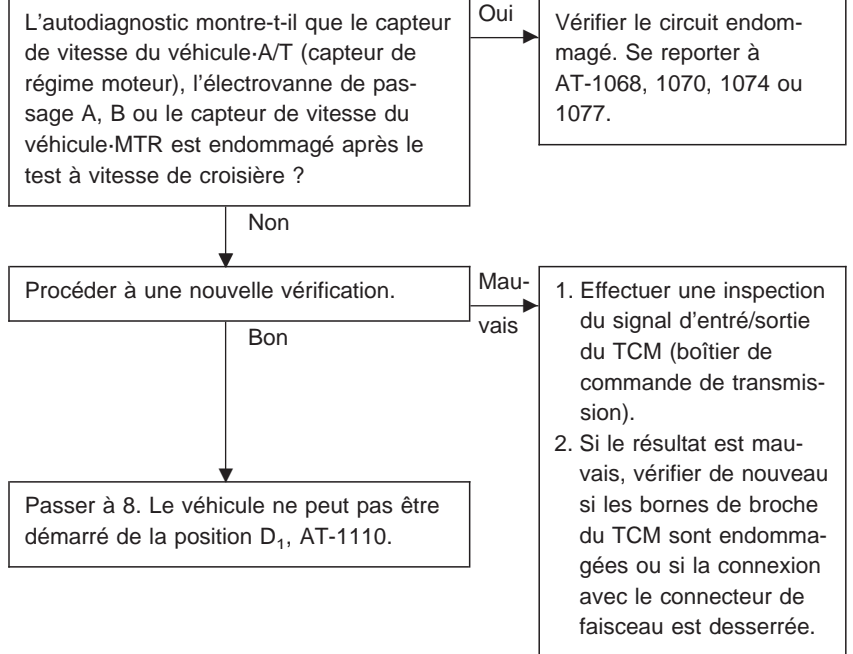 L'autodiagnostic montre-t-il que le capteur
de vitesse du véhicule·A/T (capteur de
régime moteur), l'électrovanne de pas-
sage A, B ou le capteur de vitesse du
véhicule·MTR est endommagé après le
test à vitesse de croisière ?
Oui
Vérifier le circuit endom-
magé. Se reporter à
AT-1068, 1070, 1074 ou
1077.
Non
Procéder à une nouvelle vérification.
Mau-
vais
1. Effectuer une inspection
du signal d'entré/sortie
du TCM (boîtier de
commande de transmis-
sion).
2. Si le résultat est mau-
vais, vérifier de nouveau
si les bornes de broche
du TCM sont endomma-
gées ou si la connexion
avec le connecteur de
faisceau est desserrée.
Bon
Passer à 8. Le véhicule ne peut pas être
démarré de la position D₁, AT-1110.